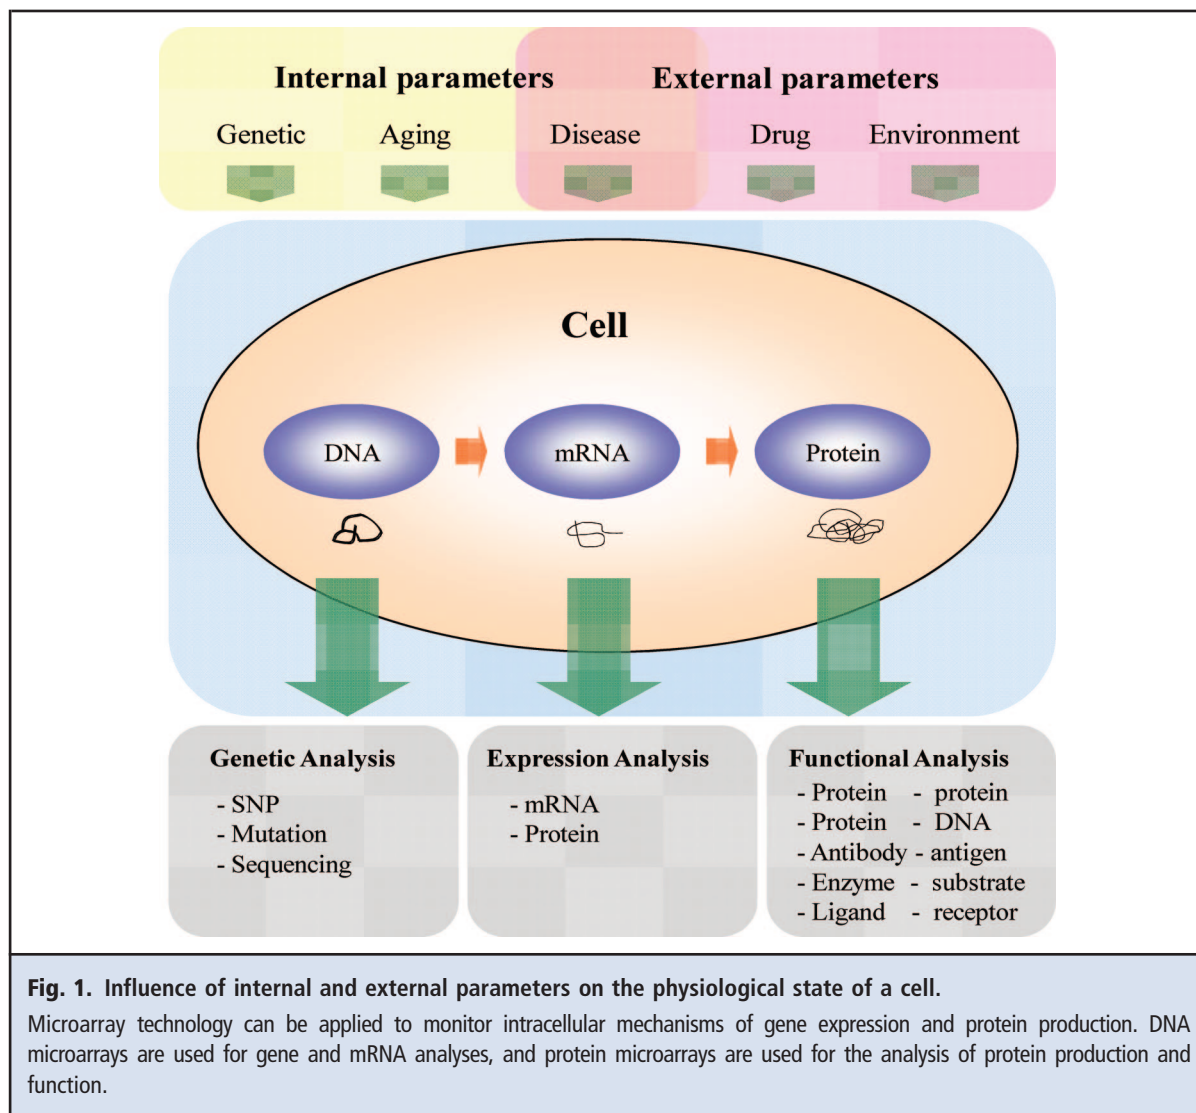 Internal parameters External parameters
Genetic Aging Disease Drug Environment
Cell
DNA mRNA Protein
Genetic Analysis
- SNP
- Mutation
- Sequencing
Expression Analysis
- mRNA
- Protein
Functional Analysis
- Protein - protein
- Protein - DNA
- Antibody - antigen
- Enzyme - substrate
- Ligand - receptor
Fig. 1. Influence of internal and external parameters on the physiological state of a cell.
Microarray technology can be applied to monitor intracellular mechanisms of gene expression and protein production. DNA
microarrays are used for gene and mRNA analyses, and protein microarrays are used for the analysis of protein production and
function.